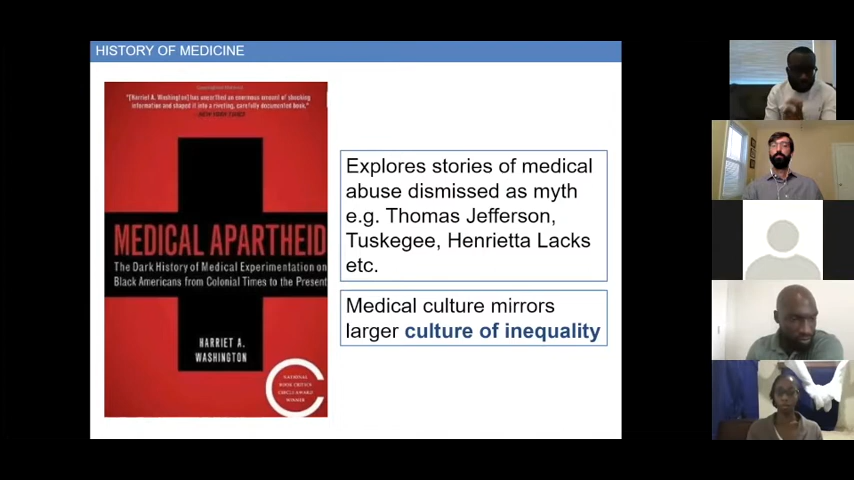 HISTORY OF MEDICINE
"[Harriet A. Washington] has unearthed an enormous amount of shocking
information and shaped it into a riveting, carefully documented book."
MEDICAL APARTHEID
The Dark History of Medical Experimentation on
Black Americans from Colonial Times to the Present
HARRIET A.
WASHINGTON
NATIONAL
BOOK CRITICS
CIRCLE AWARD
WINNER
Explores stories of medical
abuse dismissed as myth
e.g. Thomas Jefferson,
Tuskegee, Henrietta Lacks
etc.
Medical culture mirrors
larger culture of inequality